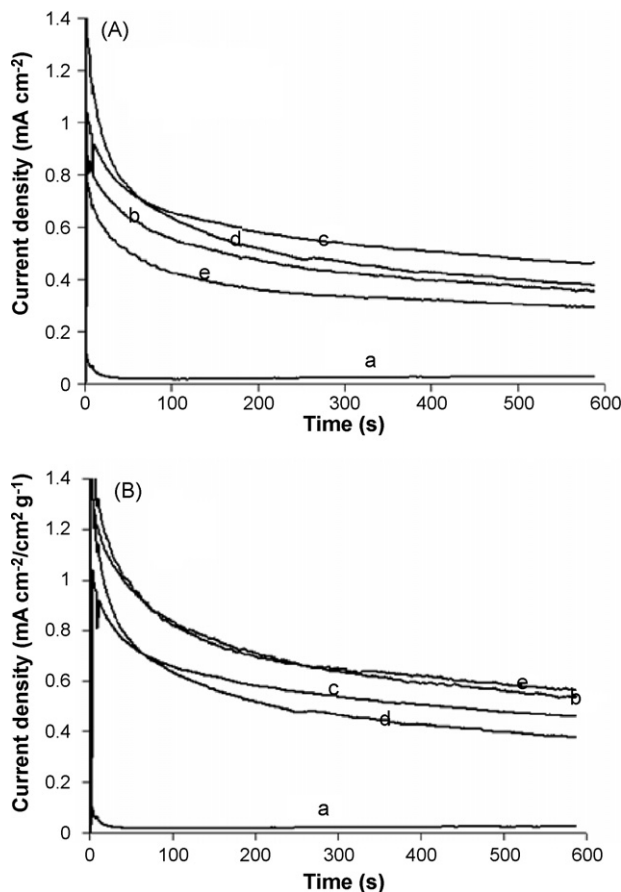 (A)
Current density (mA cm⁻²)
1.4
1.2
1
0.8
0.6
0.4
0.2
0
b
d
c
e
a
0 100 200 300 400 500 600
Time (s)
(B)
Current density (mA cm⁻²/cm² g⁻¹)
1.4
1.2
1
0.8
0.6
0.4
0.2
0
e
b
c
d
a
0 100 200 300 400 500 600
Time (s)